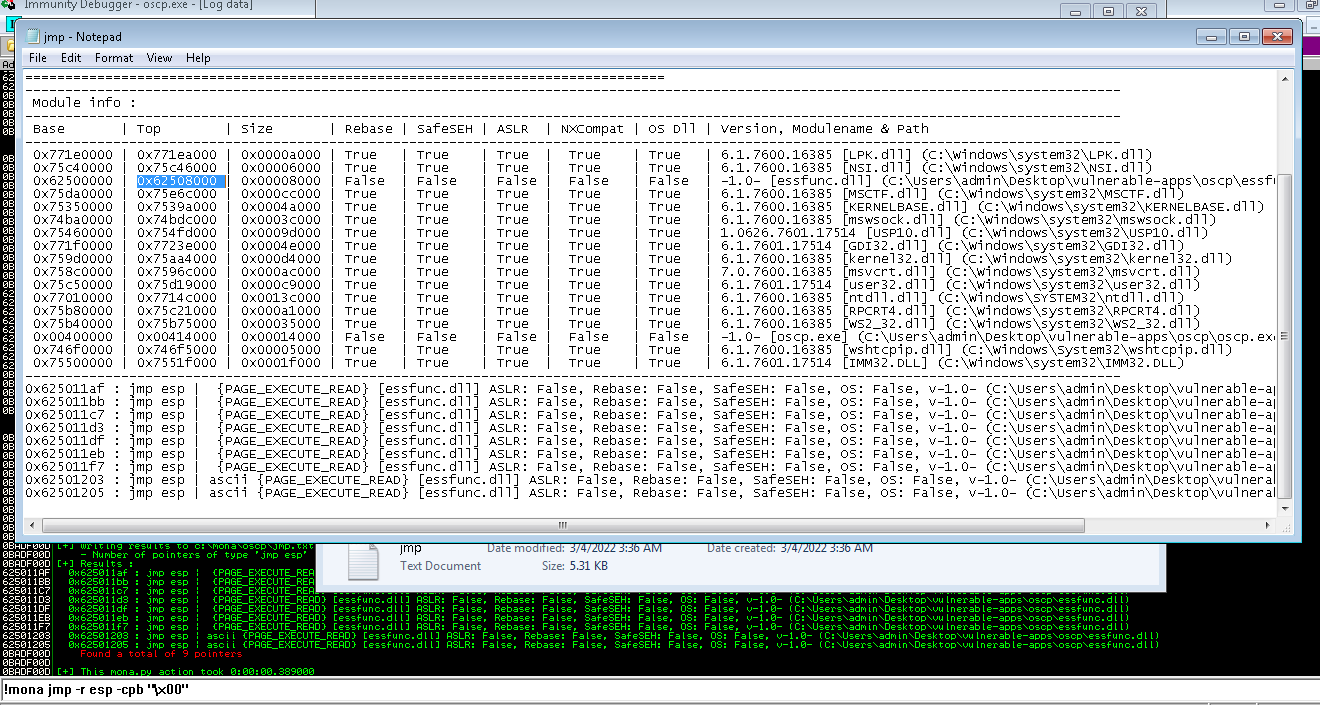 Immunity Debugger - oscp.exe - [Log data]
jmp - Notepad
File Edit Format View Help
================================================================================
Module info :
Base | Top | Size | Rebase | SafeSEH | ASLR | NXCompat | OS Dll | Version, Modulename & Path
0x771e0000 | 0x771ea000 | 0x0000a000 | True | True | True | True | True | 6.1.7600.16385 [LPK.dll] (C:\Windows\system32\LPK.dll)
0x75c40000 | 0x75c46000 | 0x00006000 | True | True | True | True | True | 6.1.7600.16385 [NSI.dll] (C:\Windows\system32\NSI.dll)
0x62500000 | 0x62508000 | 0x00008000 | False | False | False | False | False | -1.0- [essfunc.dll] (C:\Users\admin\Desktop\vulnerable-apps\oscp\essfu
0x75da0000 | 0x75e6c000 | 0x000cc000 | True | True | True | True | True | 6.1.7600.16385 [MSCTF.dll] (C:\Windows\system32\MSCTF.dll)
0x75350000 | 0x7539a000 | 0x0004a000 | True | True | True | True | True | 6.1.7600.16385 [KERNELBASE.dll] (C:\Windows\system32\KERNELBASE.dll)
0x74ba0000 | 0x74bdc000 | 0x0003c000 | True | True | True | True | True | 6.1.7600.16385 [mswsock.dll] (C:\Windows\system32\mswsock.dll)
0x75460000 | 0x754fd000 | 0x0009d000 | True | True | True | True | True | 1.0626.7601.17514 [USP10.dll] (C:\Windows\system32\USP10.dll)
0x771f0000 | 0x7723e000 | 0x0004e000 | True | True | True | True | True | 6.1.7601.17514 [GDI32.dll] (C:\Windows\system32\GDI32.dll)
0x759d0000 | 0x75aa4000 | 0x000d4000 | True | True | True | True | True | 6.1.7600.16385 [kernel32.dll] (C:\Windows\system32\kernel32.dll)
0x758c0000 | 0x7596c000 | 0x000ac000 | True | True | True | True | True | 7.0.7600.16385 [msvcrt.dll] (C:\Windows\system32\msvcrt.dll)
0x75c50000 | 0x75d19000 | 0x000c9000 | True | True | True | True | True | 6.1.7601.17514 [user32.dll] (C:\Windows\system32\user32.dll)
0x77010000 | 0x7714c000 | 0x0013c000 | True | True | True | True | True | 6.1.7600.16385 [ntdll.dll] (C:\Windows\SYSTEM32\ntdll.dll)
0x75b80000 | 0x75c21000 | 0x000a1000 | True | True | True | True | True | 6.1.7600.16385 [RPCRT4.dll] (C:\Windows\system32\RPCRT4.dll)
0x75b40000 | 0x75b75000 | 0x00035000 | True | True | True | True | True | 6.1.7600.16385 [WS2_32.dll] (C:\Windows\system32\WS2_32.dll)
0x00400000 | 0x00414000 | 0x00014000 | False | False | False | False | False | -1.0- [oscp.exe] (C:\Users\admin\Desktop\vulnerable-apps\oscp\oscp.exe
0x746f0000 | 0x746f5000 | 0x00005000 | True | True | True | True | True | 6.1.7600.16385 [wshtcpip.dll] (C:\Windows\system32\wshtcpip.dll)
0x75500000 | 0x7551f000 | 0x0001f000 | True | True | True | True | True | 6.1.7601.17514 [IMM32.DLL] (C:\Windows\system32\IMM32.DLL)
0x625011af : jmp esp | {PAGE_EXECUTE_READ} [essfunc.dll] ASLR: False, Rebase: False, SafeSEH: False, OS: False, v-1.0- (C:\Users\admin\Desktop\vulnerable-a
0x625011bb : jmp esp | {PAGE_EXECUTE_READ} [essfunc.dll] ASLR: False, Rebase: False, SafeSEH: False, OS: False, v-1.0- (C:\Users\admin\Desktop\vulnerable-a
0x625011c7 : jmp esp | {PAGE_EXECUTE_READ} [essfunc.dll] ASLR: False, Rebase: False, SafeSEH: False, OS: False, v-1.0- (C:\Users\admin\Desktop\vulnerable-a
0x625011d3 : jmp esp | {PAGE_EXECUTE_READ} [essfunc.dll] ASLR: False, Rebase: False, SafeSEH: False, OS: False, v-1.0- (C:\Users\admin\Desktop\vulnerable-a
0x625011df : jmp esp | {PAGE_EXECUTE_READ} [essfunc.dll] ASLR: False, Rebase: False, SafeSEH: False, OS: False, v-1.0- (C:\Users\admin\Desktop\vulnerable-a
0x625011eb : jmp esp | {PAGE_EXECUTE_READ} [essfunc.dll] ASLR: False, Rebase: False, SafeSEH: False, OS: False, v-1.0- (C:\Users\admin\Desktop\vulnerable-a
0x625011f7 : jmp esp | {PAGE_EXECUTE_READ} [essfunc.dll] ASLR: False, Rebase: False, SafeSEH: False, OS: False, v-1.0- (C:\Users\admin\Desktop\vulnerable-a
0x62501203 : jmp esp | ascii {PAGE_EXECUTE_READ} [essfunc.dll] ASLR: False, Rebase: False, SafeSEH: False, OS: False, v-1.0- (C:\Users\admin\Desktop\vulnera
0x62501205 : jmp esp | ascii {PAGE_EXECUTE_READ} [essfunc.dll] ASLR: False, Rebase: False, SafeSEH: False, OS: False, v-1.0- (C:\Users\admin\Desktop\vulnera
jmp Date modified: 3/4/2022 3:36 AM Date created: 3/4/2022 3:36 AM
Text Document Size: 5.31 KB
0BADF00D [+] Writing results to c:\mona\oscp\jmp.txt
0BADF00D - Number of pointers of type 'jmp esp'
0BADF00D [+] Results :
625011AF 0x625011af : jmp esp | {PAGE_EXECUTE_REA
625011BB 0x625011bb : jmp esp | {PAGE_EXECUTE_REA
625011C7 0x625011c7 : jmp esp | {PAGE_EXECUTE_REA
625011D3 0x625011d3 : jmp esp | {PAGE_EXECUTE_READ} [essfunc.dll] ASLR: False, Rebase: False, SafeSEH: False, OS: False, v-1.0- (C:\Users\admin\Desktop\vulnerable-apps\oscp\essfunc.dll)
625011DF 0x625011df : jmp esp | {PAGE_EXECUTE_READ} [essfunc.dll] ASLR: False, Rebase: False, SafeSEH: False, OS: False, v-1.0- (C:\Users\admin\Desktop\vulnerable-apps\oscp\essfunc.dll)
625011EB 0x625011eb : jmp esp | {PAGE_EXECUTE_READ} [essfunc.dll] ASLR: False, Rebase: False, SafeSEH: False, OS: False, v-1.0- (C:\Users\admin\Desktop\vulnerable-apps\oscp\essfunc.dll)
625011F7 0x625011f7 : jmp esp | {PAGE_EXECUTE_READ} [essfunc.dll] ASLR: False, Rebase: False, SafeSEH: False, OS: False, v-1.0- (C:\Users\admin\Desktop\vulnerable-apps\oscp\essfunc.dll)
62501203 0x62501203 : jmp esp | ascii {PAGE_EXECUTE_READ} [essfunc.dll] ASLR: False, Rebase: False, SafeSEH: False, OS: False, v-1.0- (C:\Users\admin\Desktop\vulnerable-apps\oscp\essfunc.dll)
62501205 0x62501205 : jmp esp | ascii {PAGE_EXECUTE_READ} [essfunc.dll] ASLR: False, Rebase: False, SafeSEH: False, OS: False, v-1.0- (C:\Users\admin\Desktop\vulnerable-apps\oscp\essfunc.dll)
0BADF00D Found a total of 9 pointers
0BADF00D
0BADF00D [+] This mona.py action took 0:00:00.389000
!mona jmp -r esp -cpb "\x00"